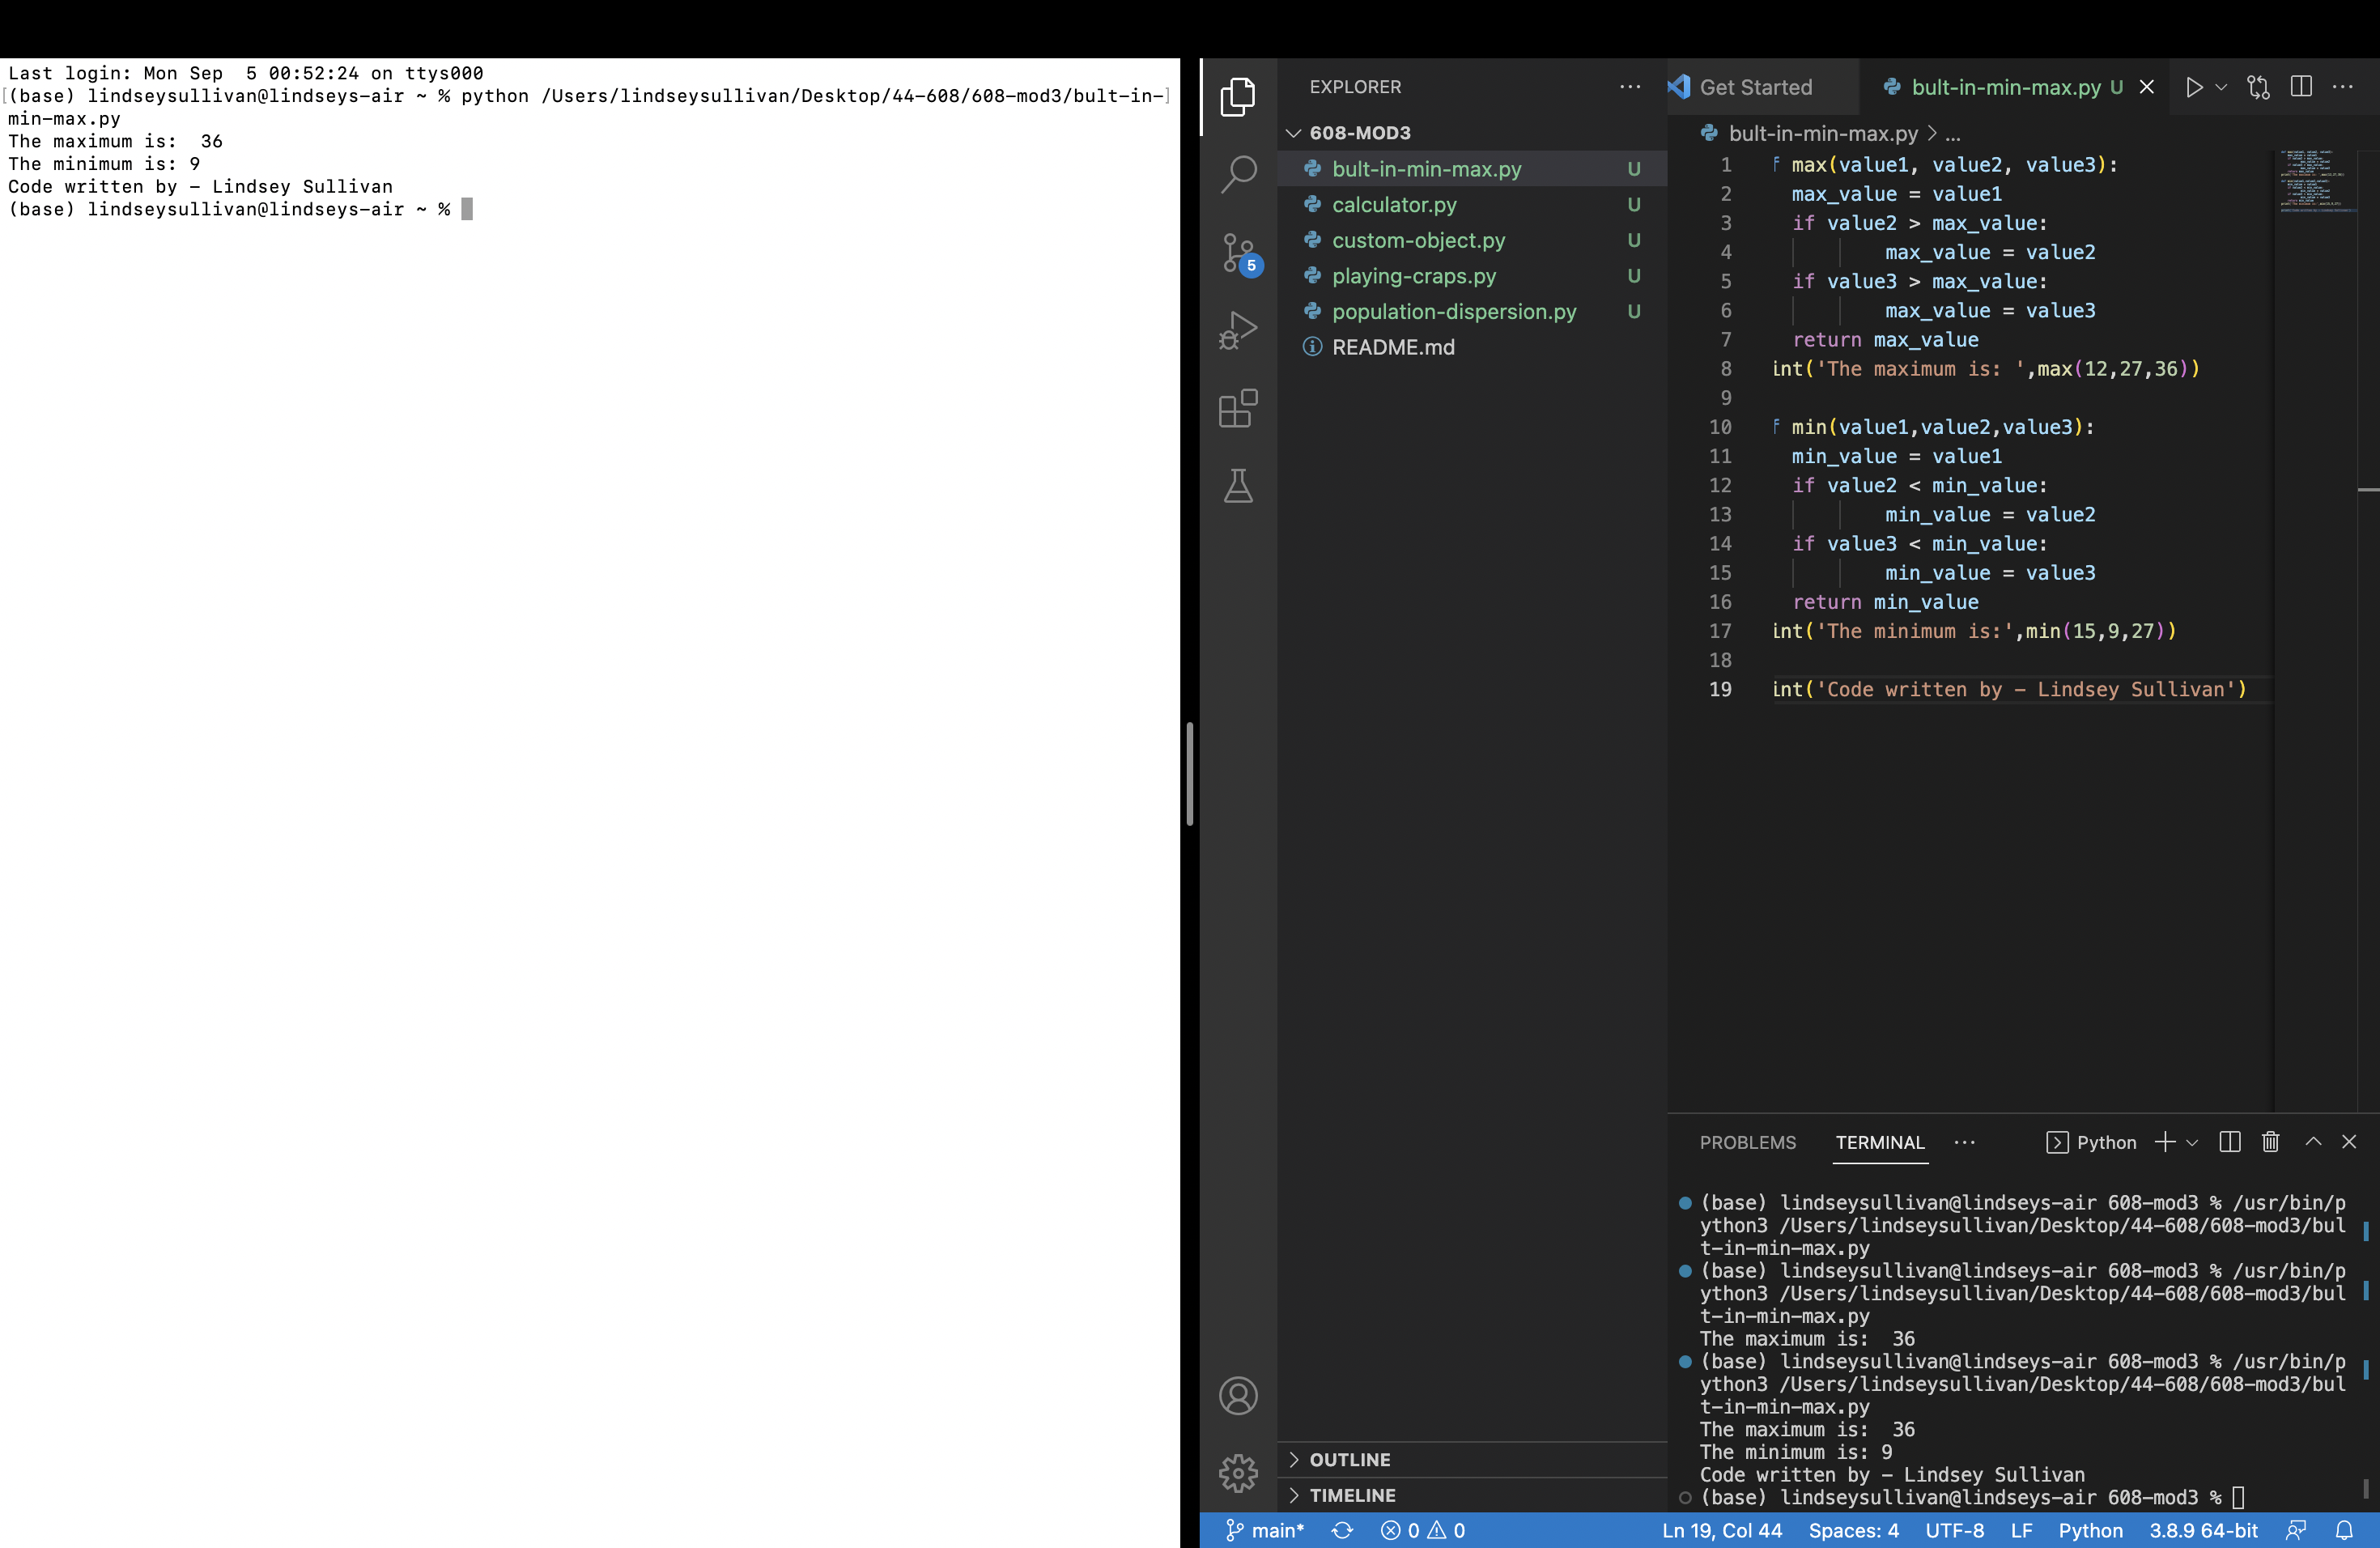 Last login: Mon Sep  5 00:52:24 on ttys000
(base) lindseysullivan@lindseys-air ~ % python /Users/lindseysullivan/Desktop/44-608/608-mod3/bult-in-
min-max.py
The maximum is:  36
The minimum is: 9
Code written by - Lindsey Sullivan
(base) lindseysullivan@lindseys-air ~ %
EXPLORER
608-MOD3
bult-in-min-max.py U
calculator.py U
custom-object.py U
playing-craps.py U
population-dispersion.py U
README.md
5
OUTLINE
TIMELINE
Get Started
bult-in-min-max.py U
bult-in-min-max.py > ...
1 f max(value1, value2, value3):
2 max_value = value1
3 if value2 > max_value:
4 max_value = value2
5 if value3 > max_value:
6 max_value = value3
7 return max_value
8 int('The maximum is: ',max(12,27,36))
9
10 f min(value1,value2,value3):
11 min_value = value1
12 if value2 < min_value:
13 min_value = value2
14 if value3 < min_value:
15 min_value = value3
16 return min_value
17 int('The minimum is:',min(15,9,27))
18
19 int('Code written by - Lindsey Sullivan')
PROBLEMS TERMINAL ... Python
(base) lindseysullivan@lindseys-air 608-mod3 % /usr/bin/p
ython3 /Users/lindseysullivan/Desktop/44-608/608-mod3/bul
t-in-min-max.py
(base) lindseysullivan@lindseys-air 608-mod3 % /usr/bin/p
ython3 /Users/lindseysullivan/Desktop/44-608/608-mod3/bul
t-in-min-max.py
The maximum is:  36
(base) lindseysullivan@lindseys-air 608-mod3 % /usr/bin/p
ython3 /Users/lindseysullivan/Desktop/44-608/608-mod3/bul
t-in-min-max.py
The maximum is:  36
The minimum is: 9
Code written by - Lindsey Sullivan
(base) lindseysullivan@lindseys-air 608-mod3 %
main* 0 0 Ln 19, Col 44 Spaces: 4 UTF-8 LF Python 3.8.9 64-bit